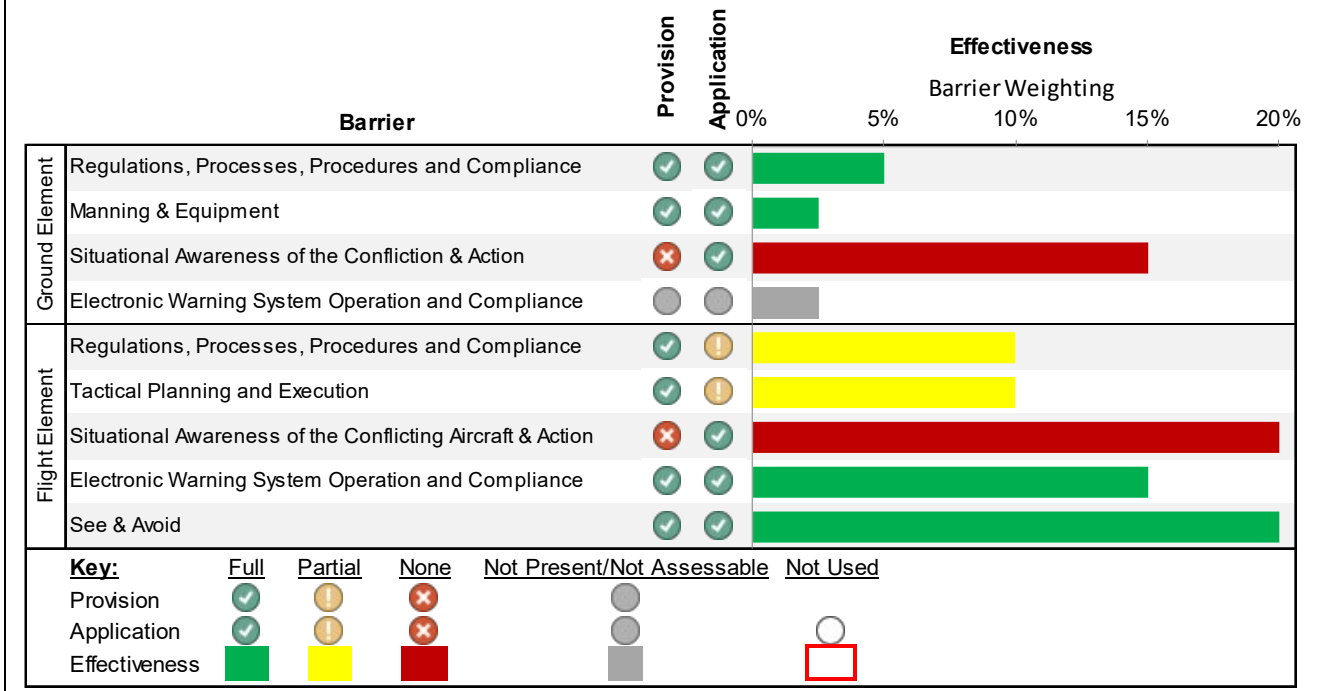 Provision
Application
Effectiveness
Barrier Weighting
Barrier
0% 5% 10% 15% 20%
Ground Element
Regulations, Processes, Procedures and Compliance
Manning & Equipment
Situational Awareness of the Confliction & Action
Electronic Warning System Operation and Compliance
Flight Element
Regulations, Processes, Procedures and Compliance
Tactical Planning and Execution
Situational Awareness of the Conflicting Aircraft & Action
Electronic Warning System Operation and Compliance
See & Avoid
Key: Full Partial None Not Present/Not Assessable Not Used
Provision
Application
Effectiveness